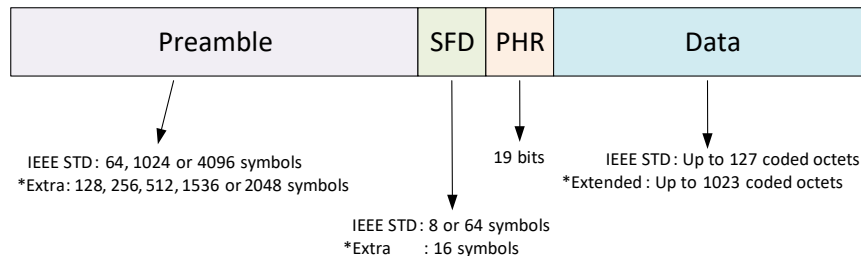 Preamble SFD PHR Data
IEEE STD: 64, 1024 or 4096 symbols
*Extra: 128, 256, 512, 1536 or 2048 symbols
IEEE STD: 8 or 64 symbols
*Extra : 16 symbols
19 bits
IEEE STD: Up to 127 coded octets
*Extended : Up to 1023 coded octets